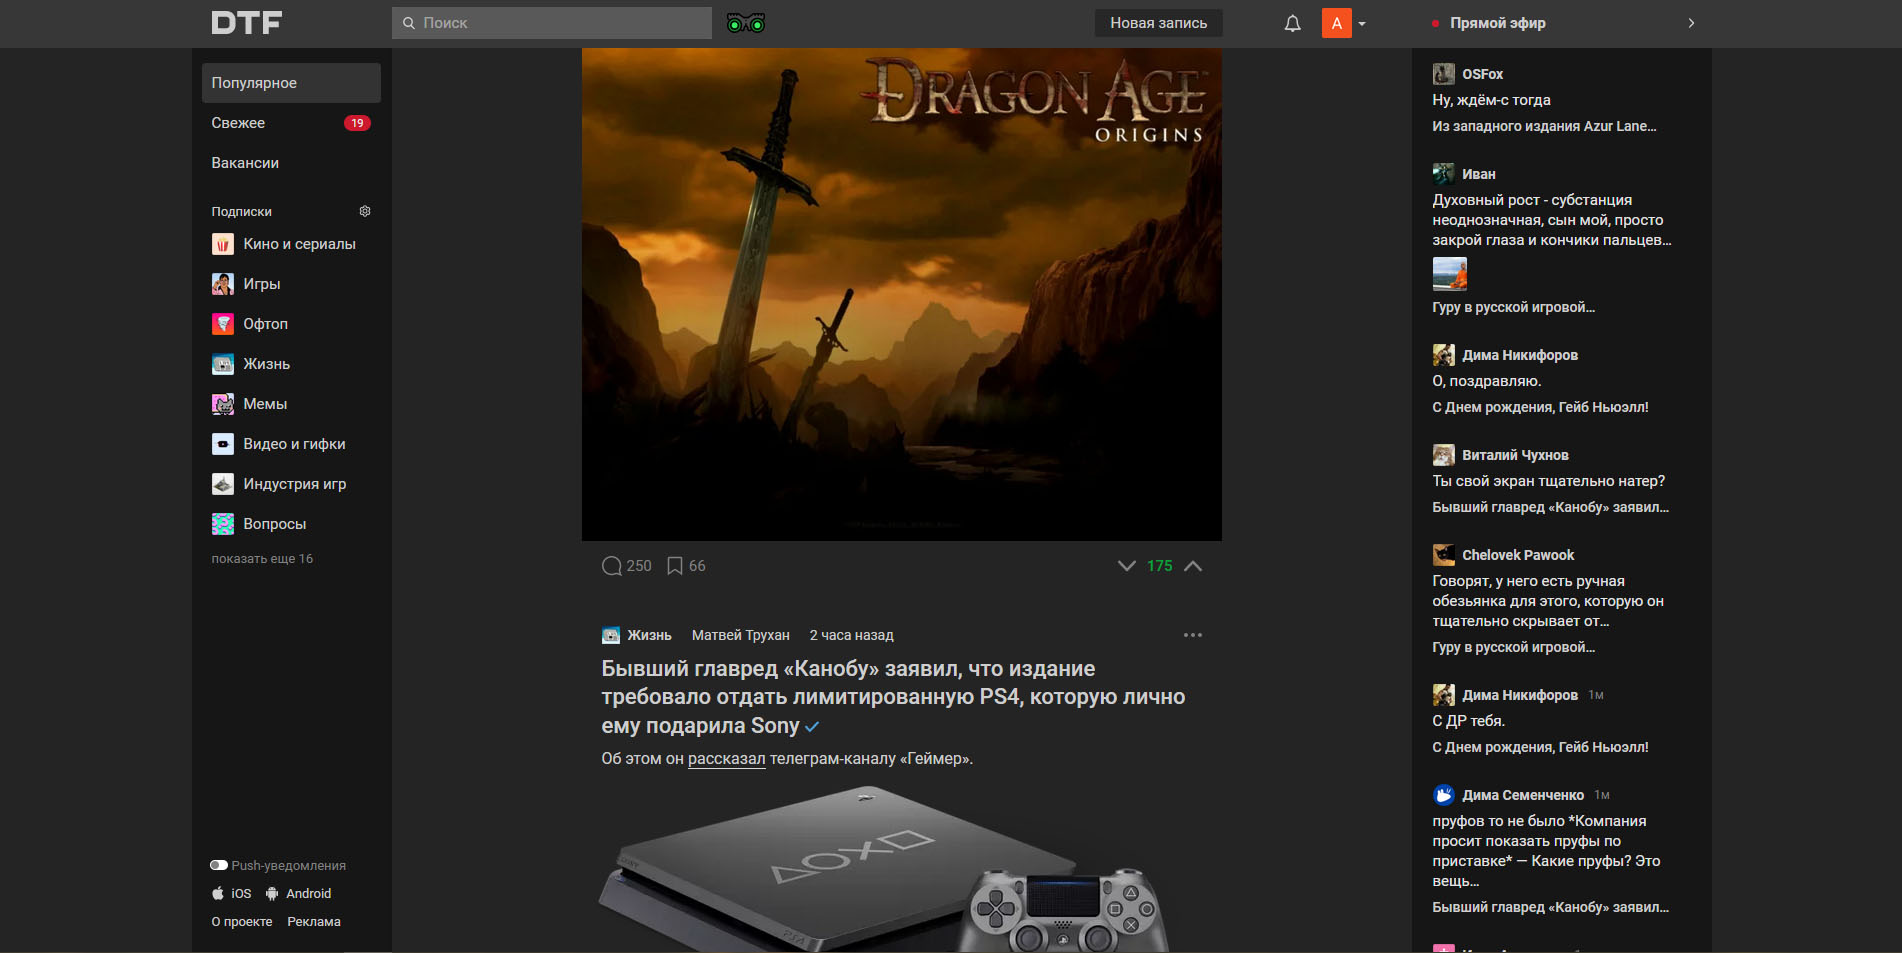 DTF
Поиск
Новая запись
A
Прямой эфир
Популярное
Свежее
19
Вакансии
Подписки
Кино и сериалы
Игры
Офтоп
Жизнь
Мемы
Видео и гифки
Индустрия игр
Вопросы
показать еще 16
Push-уведомления
iOS
Android
О проекте
Реклама
DRAGON AGE
ORIGINS
250
66
175
Жизнь
Матвей Трухан
2 часа назад
Бывший главред «Канобу» заявил, что издание
требовало отдать лимитированную PS4, которую лично
ему подарила Sony
Об этом он рассказал телеграм-каналу «Геймер».
OSFox
Ну, ждём-с тогда
Из западного издания Azur Lane…
Иван
Духовный рост - субстанция
неоднозначная, сын мой, просто
закрой глаза и кончики пальцев…
Гуру в русской игровой…
Дима Никифоров
О, поздравляю.
С Днем рождения, Гейб Ньюэлл!
Виталий Чухнов
Ты свой экран тщательно натер?
Бывший главред «Канобу» заявил…
Chelovek Pawook
Говорят, у него есть ручная
обезьянка для этого, которую он
тщательно скрывает от…
Гуру в русской игровой…
Дима Никифоров 1м
С ДР тебя.
С Днем рождения, Гейб Ньюэлл!
Дима Семенченко 1м
пруфов то не было *Компания
просит показать пруфы по
приставке* — Какие пруфы? Это
вещь…
Бывший главред «Канобу» заявил…